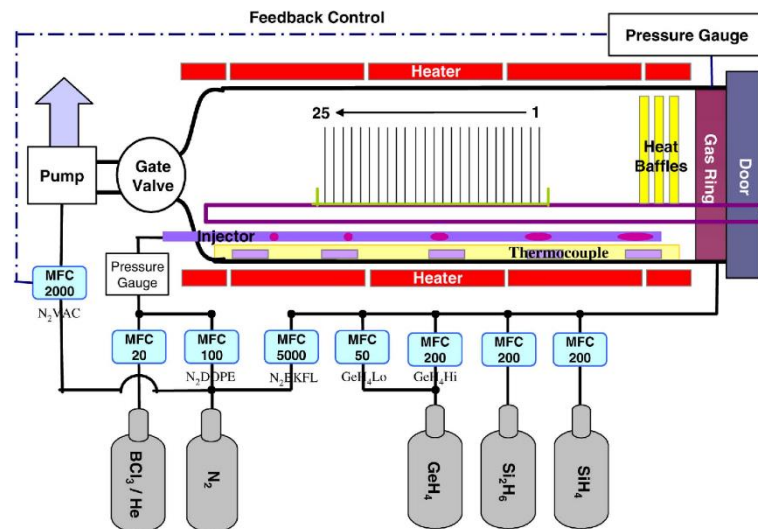 Feedback Control
Pressure Gauge
Heater
25
1
Pump
Gate
Valve
Heat
Baffles
Gas Ring
Door
Injector
Thermocouple
Pressure
Gauge
Heater
MFC
2000
N₂VAC
MFC
20
MFC
100
N₂DOPE
MFC
5000
N₂BKFL
MFC
50
GeH₄Lo
MFC
200
GeH₄Hi
MFC
200
MFC
200
BCl₃ / He
N₂
GeH₄
Si₂H₆
SiH₄